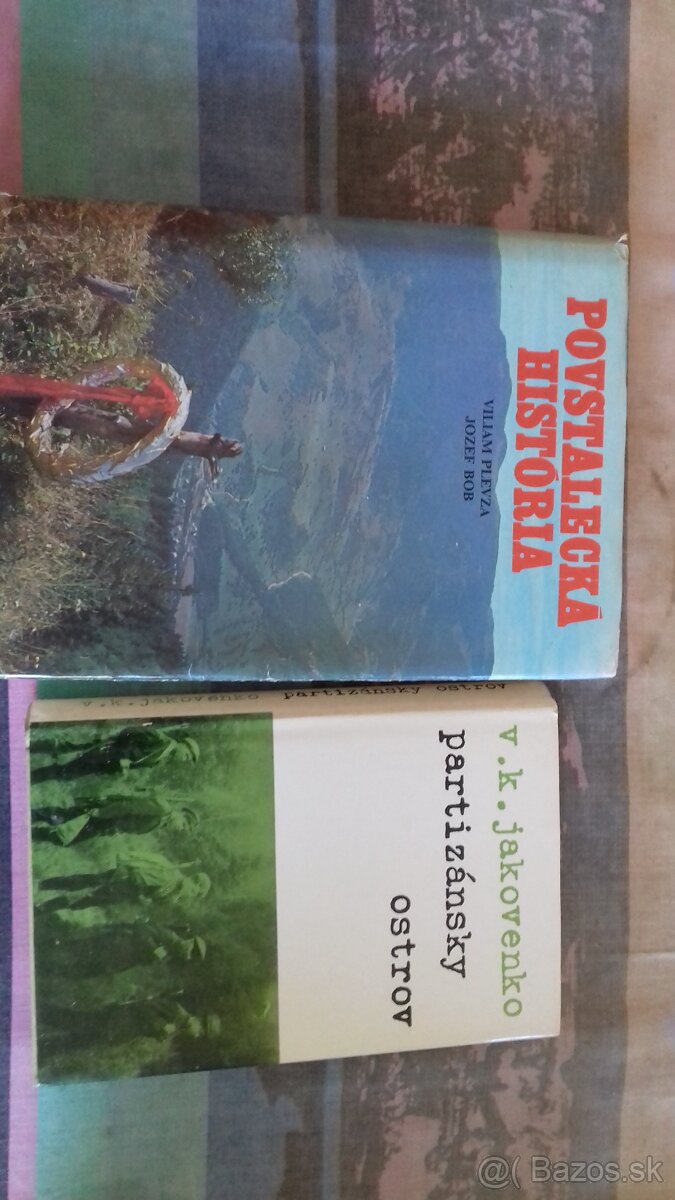 POVSTALECKÁ
HISTÓRIA
VILIAM PLEVZA
JOZEF BOB
v.k.jakovenko partizánsky ostrov
v.k.jakovenko
partizánsky
ostrov
@( Bazos.sk